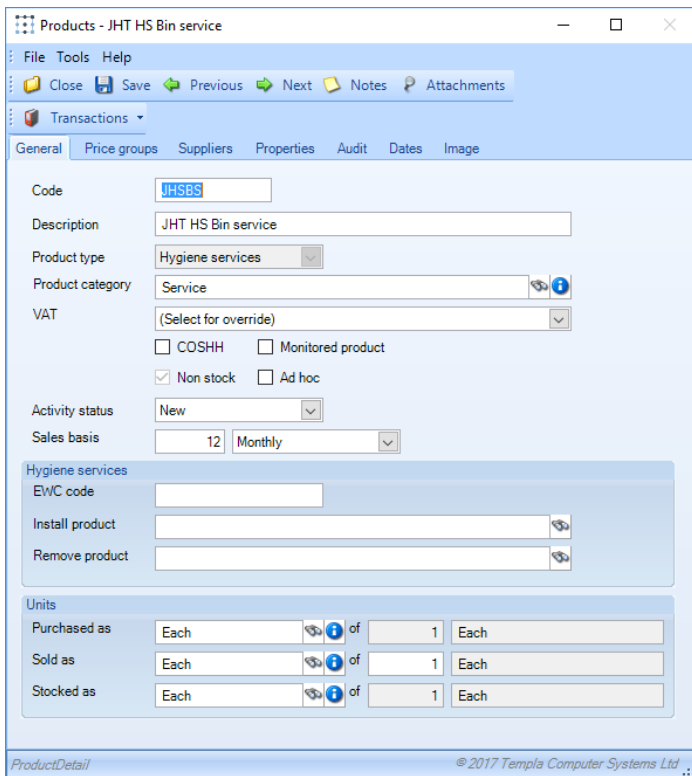 Products - JHT HS Bin service
File Tools Help
Close Save Previous Next Notes Attachments
Transactions
General Price groups Suppliers Properties Audit Dates Image
Code JHSBS
Description JHT HS Bin service
Product type Hygiene services
Product category Service
VAT (Select for override)
COSHH Monitored product
Non stock Ad hoc
Activity status New
Sales basis 12 Monthly
Hygiene services
EWC code
Install product
Remove product
Units
Purchased as Each of 1 Each
Sold as Each of 1 Each
Stocked as Each of 1 Each
ProductDetail © 2017 Templa Computer Systems Ltd